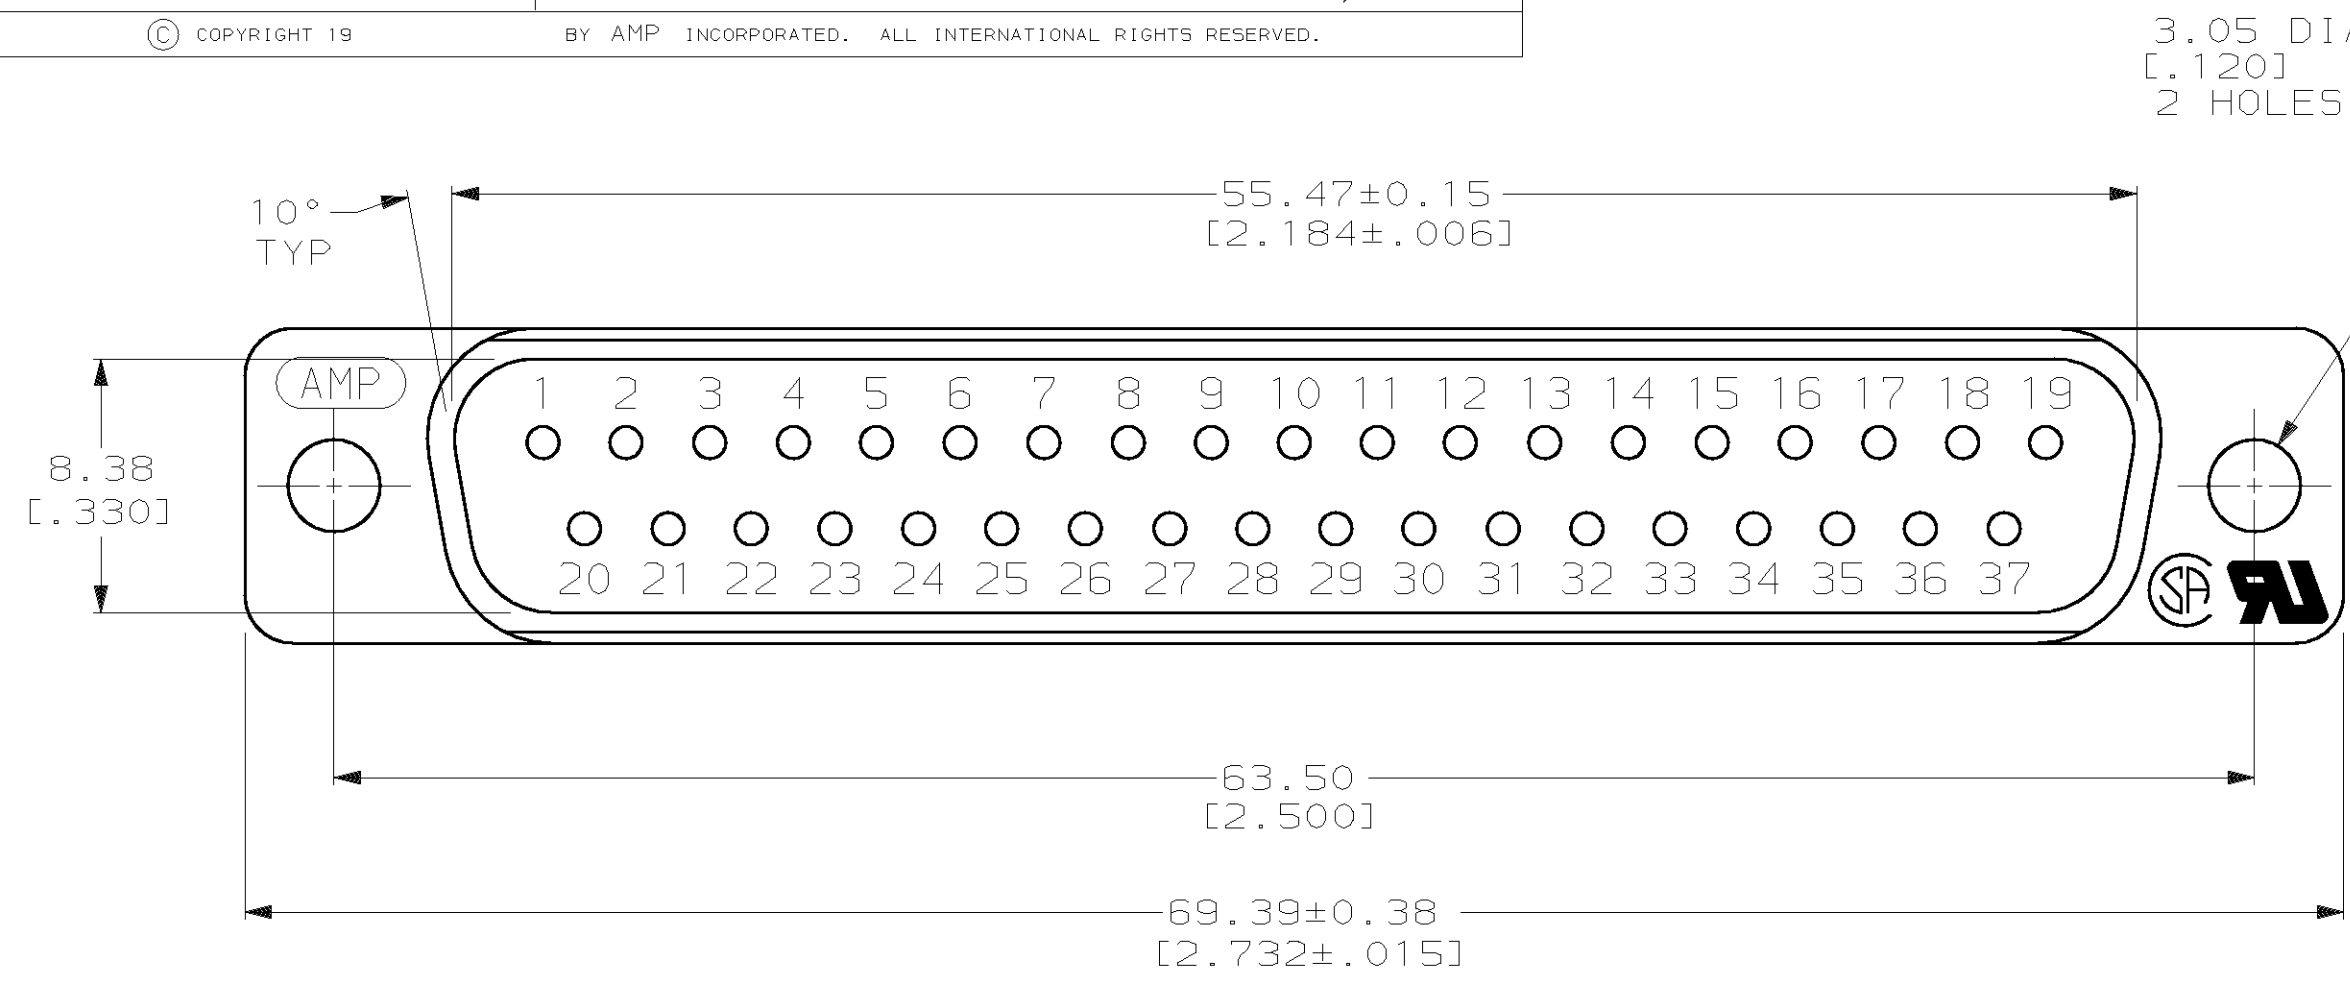 © COPYRIGHT 19 BY AMP INCORPORATED. ALL INTERNATIONAL RIGHTS RESERVED.
3.05
[.120]
2 HOLES
10°
TYP
55.47±0.15
[2.184±.006]
AMP
1 2 3 4 5 6 7 8 9 10 11 12 13 14 15 16 17 18 19
8.38
[.330]
20 21 22 23 24 25 26 27 28 29 30 31 32 33 34 35 36 37
SA
RU
63.50
[2.500]
69.39±0.38
[2.732±.015]